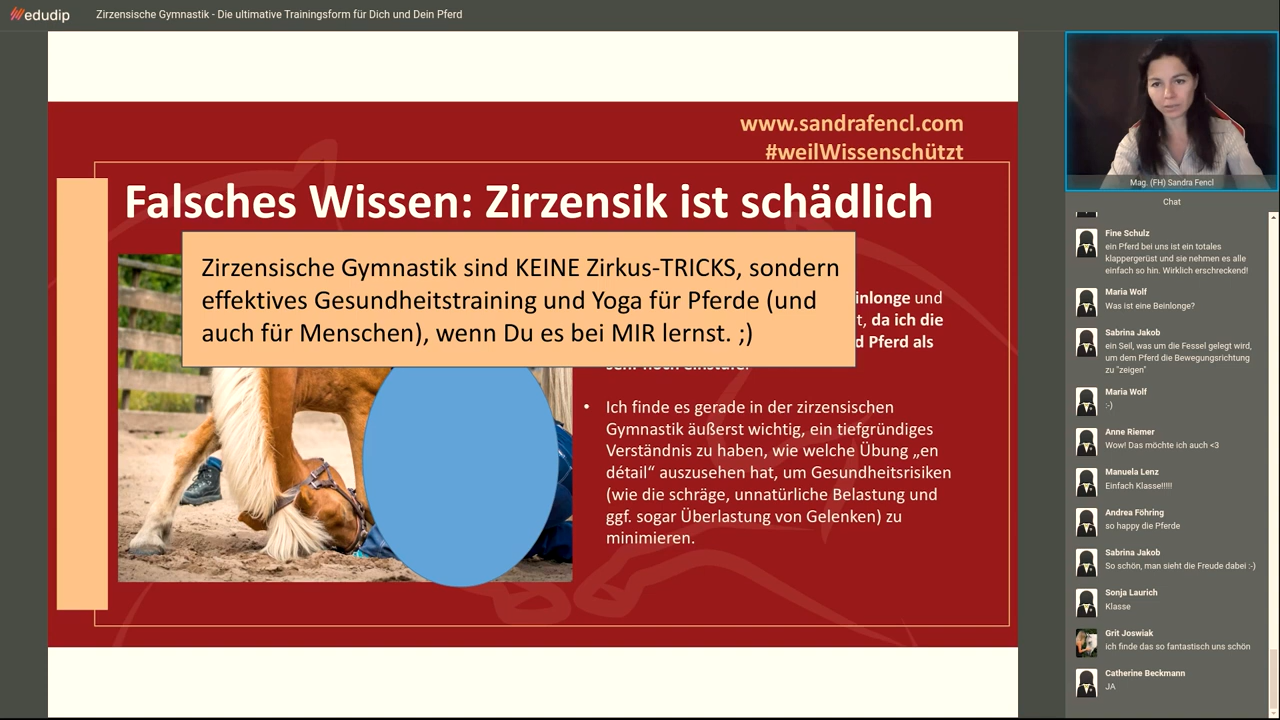 edudip
Zirzensische Gymnastik - Die ultimative Trainingsform für Dich und Dein Pferd
www.sandrafencl.com
#weilWissenschützt
Falsches Wissen: Zirzensik ist schädlich
Zirzensische Gymnastik sind KEINE Zirkus-TRICKS, sondern
effektives Gesundheitstraining und Yoga für Pferde (und
auch für Menschen), wenn Du es bei MIR lernst. ;)
inlonge und
t, da ich die
d Pferd als
• Ich finde es gerade in der zirzensischen
Gymnastik äußerst wichtig, ein tiefgründiges
Verständnis zu haben, wie welche Übung „en
détail“ auszusehen hat, um Gesundheitsrisiken
(wie die schräge, unnatürliche Belastung und
ggf. sogar Überlastung von Gelenken) zu
minimieren.
Mag. (FH) Sandra Fencl
Chat
Fine Schulz
ein Pferd bei uns ist ein totales
klappergerüst und sie nehmen es alle
einfach so hin. Wirklich erschreckend!
Maria Wolf
Was ist eine Beinlonge?
Sabrina Jakob
ein Seil, was um die Fessel gelegt wird,
um dem Pferd die Bewegungsrichtung
zu "zeigen"
Maria Wolf
:-)
Anne Riemer
Wow! Das möchte ich auch <3
Manuela Lenz
Einfach Klasse!!!!!
Andrea Föhring
so happy die Pferde
Sabrina Jakob
So schön, man sieht die Freude dabei :-)
Sonja Laurich
Klasse
Grit Joswiak
ich finde das so fantastisch uns schön
Catherine Beckmann
JA